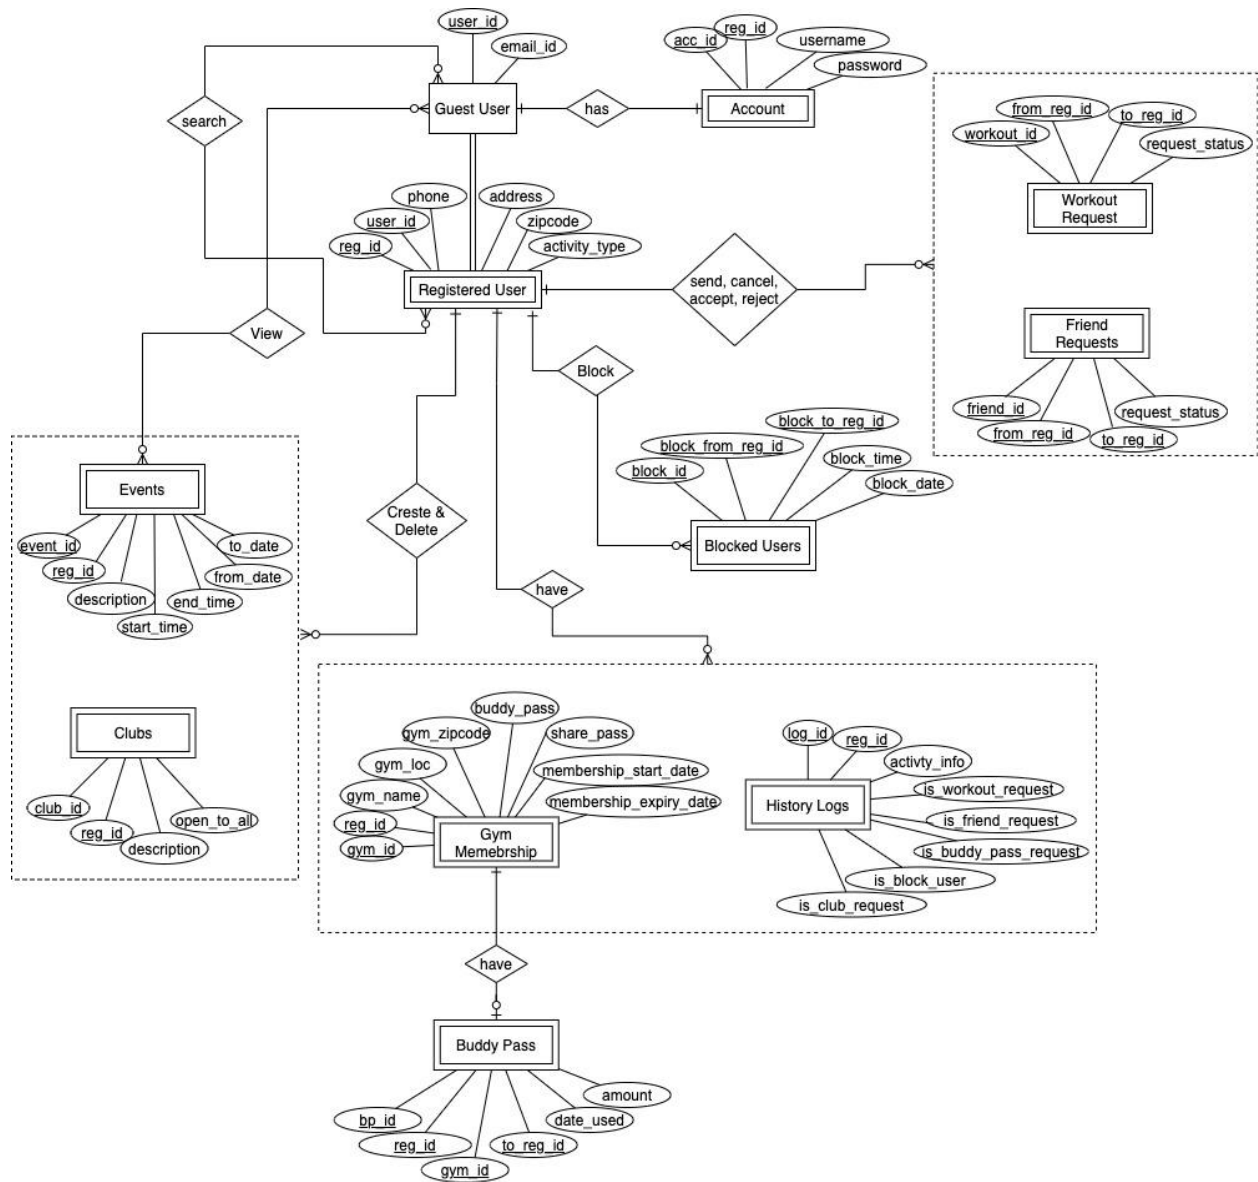 user_id
email_id
Guest User
has
acc_id
reg_id
username
password
Account
search
View
phone
address
user_id
zipcode
reg_id
activity_type
Registered User
send, cancel,
accept, reject
from_reg_id
to_reg_id
workout_id
request_status
Workout
Request
Friend
Requests
friend_id
request_status
from_reg_id
to_reg_id
Block
block_to_reg_id
block_from_reg_id
block_time
block_id
block_date
Blocked Users
Creste &
Delete
have
Events
event_id
to_date
reg_id
from_date
description
end_time
start_time
Clubs
club_id
open_to_all
reg_id
description
buddy_pass
gym_zipcode
share_pass
gym_loc
membership_start_date
gym_name
membership_expiry_date
reg_id
gym_id
Gym
Memebrship
log_id
reg_id
activty_info
is_workout_request
History Logs
is_friend_request
is_buddy_pass_request
is_block_user
is_club_request
have
Buddy Pass
amount
bp_id
date_used
reg_id
to_reg_id
gym_id